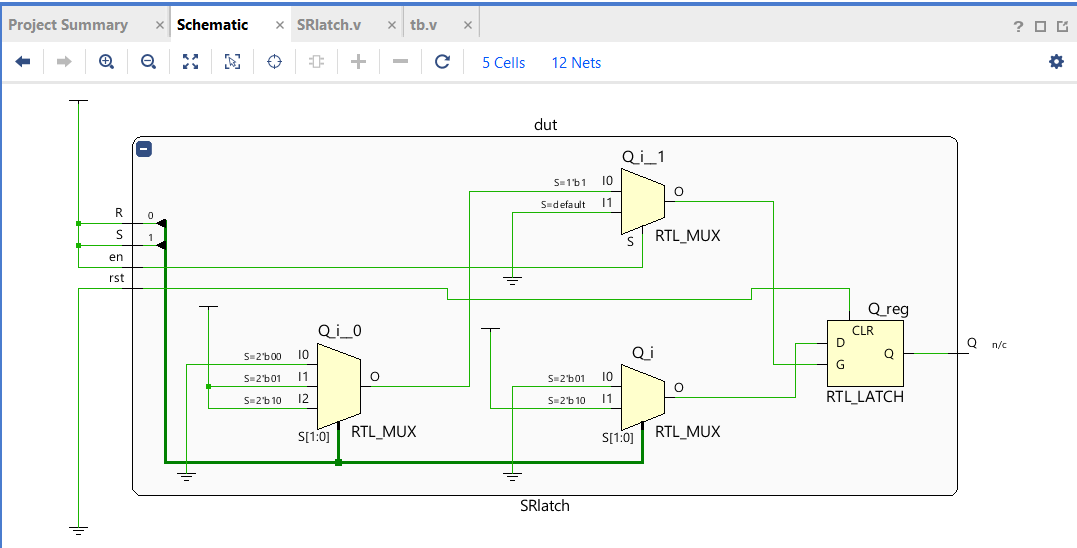 Project Summary × Schematic × SRlatch.v × tb.v ×
5 Cells 12 Nets
dut
Q_i__1
S=1'b1 I0
O
S=default I1
S RTL_MUX
R 0
S 1
en
rst
Q_reg
CLR
D
Q
G
Q n/c
RTL_LATCH
Q_i__0
S=2'b00 I0
S=2'b01 I1
O
S=2'b10 I2
S[1:0] RTL_MUX
Q_i
S=2'b01 I0
O
S=2'b10 I1
S[1:0] RTL_MUX
SRlatch